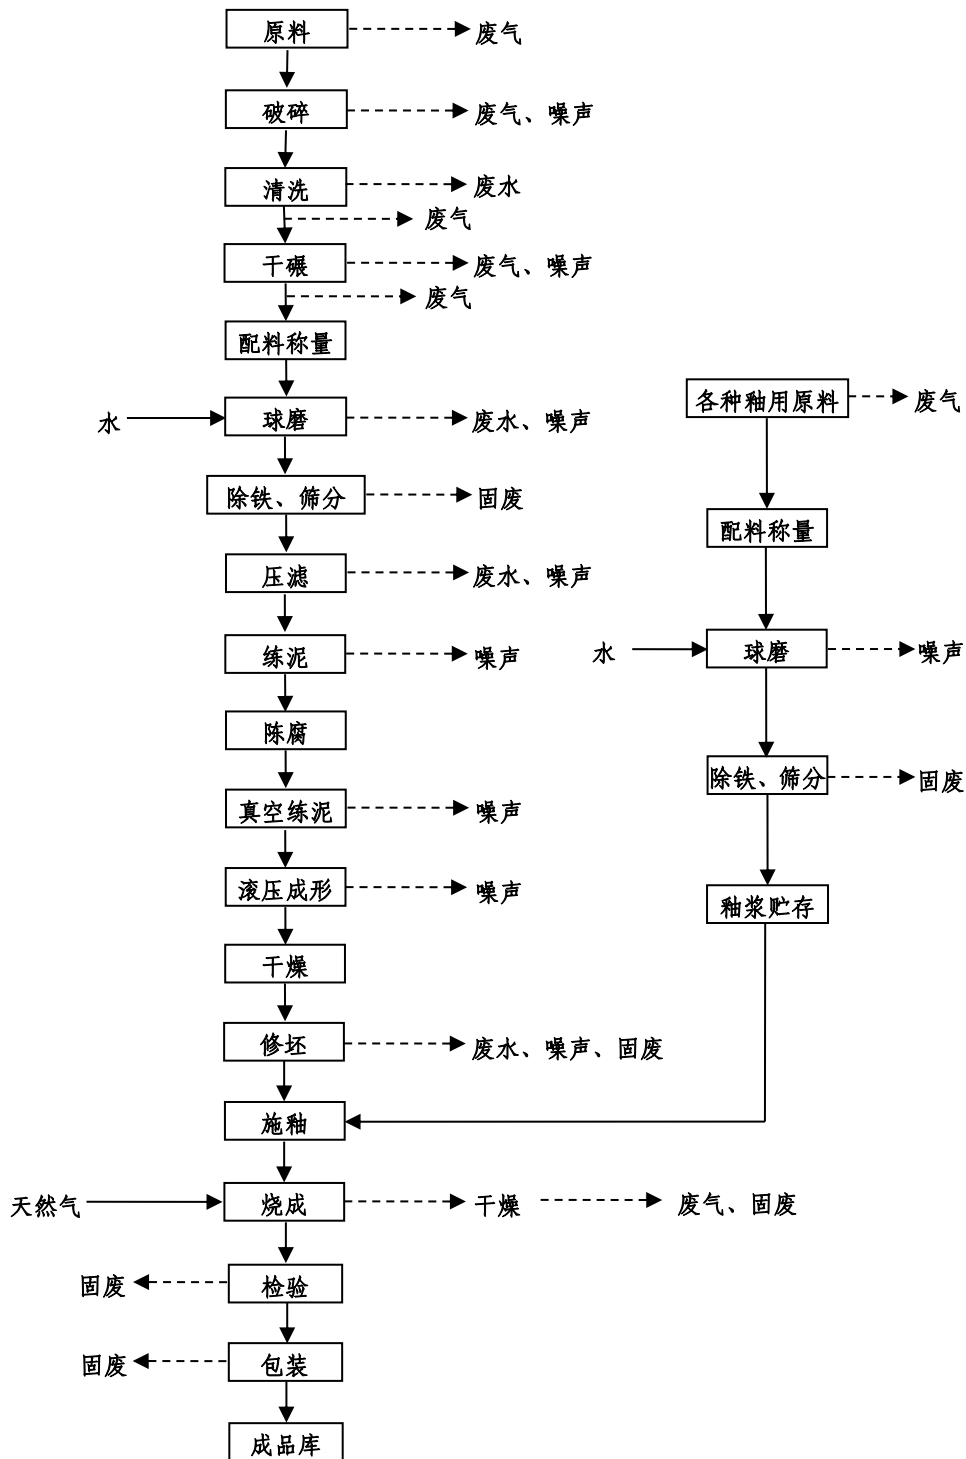 原料 废气
破碎 废气、噪声
清洗 废水
废气
干碾 废气、噪声
废气
配料称量
各种釉用原料 废气
水 球磨 废水、噪声
除铁、筛分 固废
配料称量
压滤 废水、噪声
水 球磨 噪声
练泥 噪声
陈腐
除铁、筛分 固废
真空练泥 噪声
滚压成形 噪声
釉浆贮存
干燥
修坯 废水、噪声、固废
施釉
天然气 烧成 干燥 废气、固废
固废 检验
固废 包装
成品库